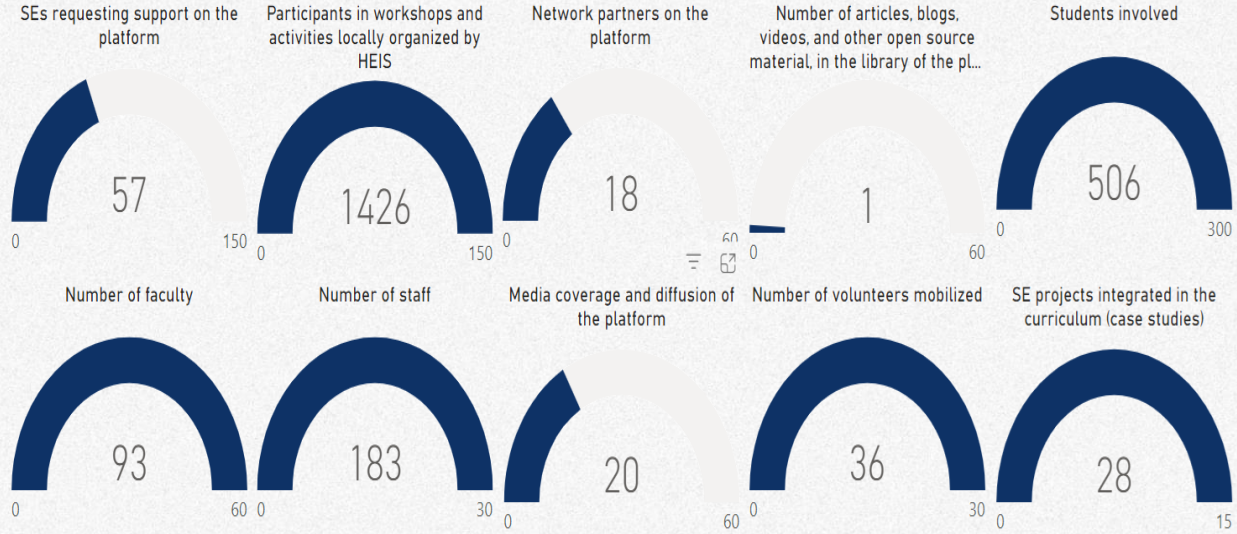 SEs requesting support on the
platform
57
0
150
Participants in workshops and
activities locally organized by
HEIS
1426
0
150
Network partners on the
platform
18
0
60
Number of articles, blogs,
videos, and other open source
material, in the library of the pl...
1
0
60
Students involved
506
0
300
Number of faculty
93
0
60
Number of staff
183
0
30
Media coverage and diffusion of
the platform
20
0
60
Number of volunteers mobilized
36
0
30
SE projects integrated in the
curriculum (case studies)
28
0
15